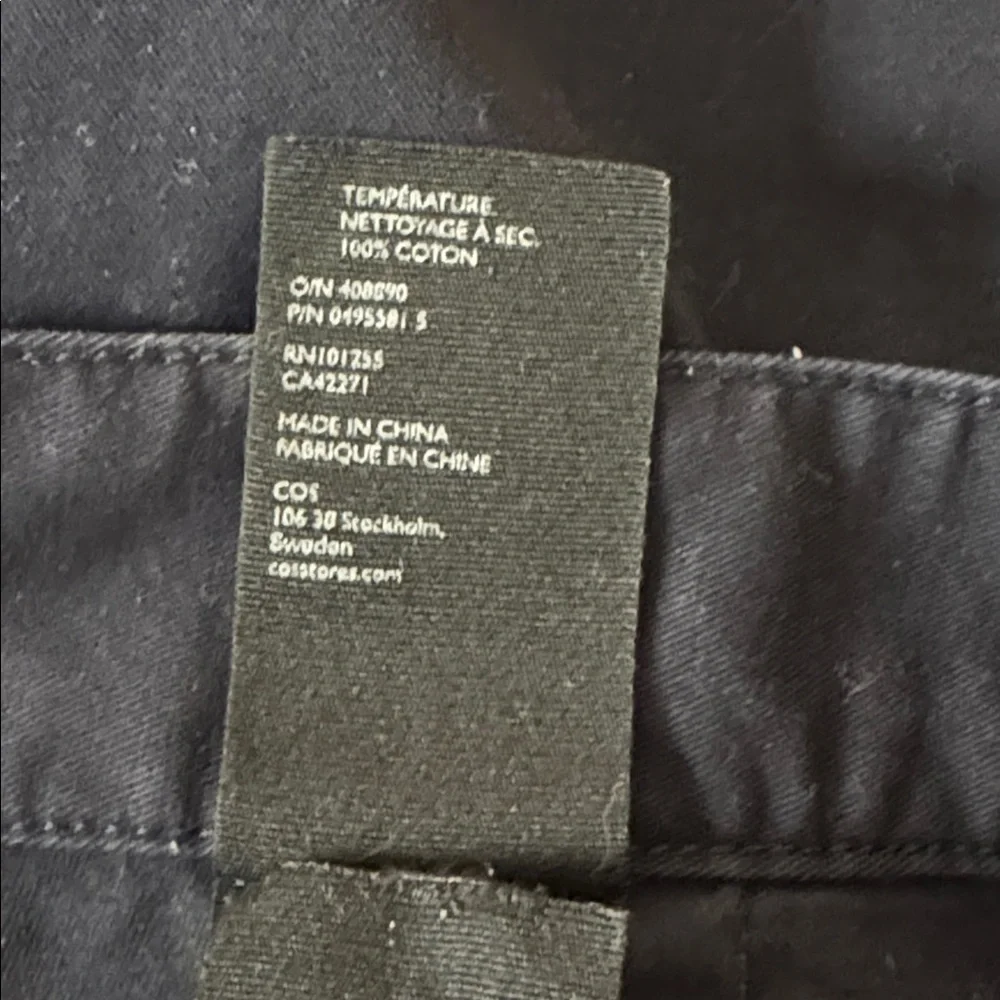 TEMPÉRATURE.
NETTOYAGE À SEC.
100% COTON
O/N 408890
P/N 0495581 5
RN101255
CA42271
MADE IN CHINA
FABRIQUÉ EN CHINE
COS
106 38 Stockholm,
Sweden
cosstores.com